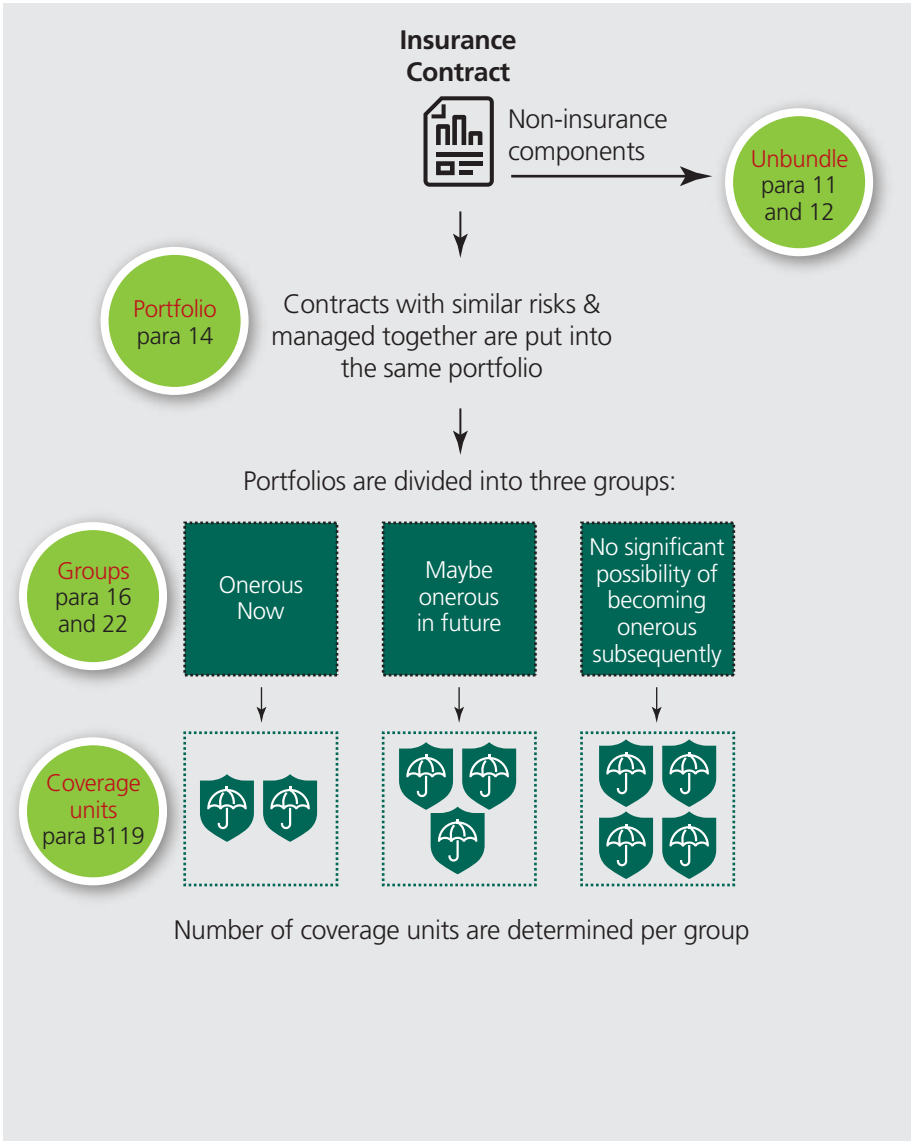 Insurance
Contract
Non-insurance
components
Unbundle
para 11
and 12
Portfolio
para 14
Contracts with similar risks &
managed together are put into
the same portfolio
Portfolios are divided into three groups:
Groups
para 16
and 22
Onerous
Now
Maybe
onerous
in future
No significant
possibility of
becoming
onerous
subsequently
Coverage
units
para B119
Number of coverage units are determined per group